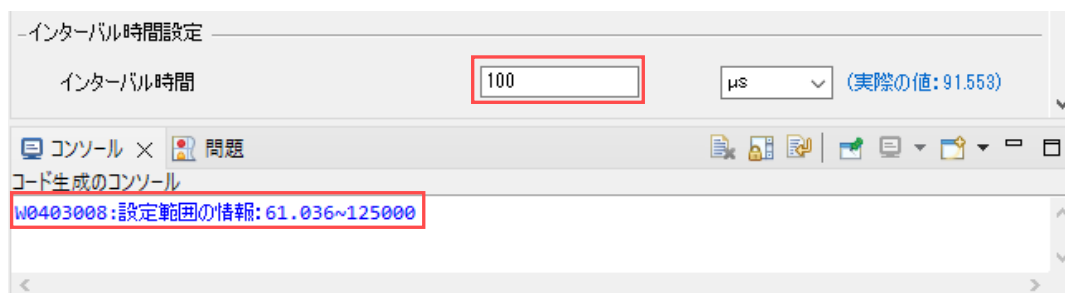 インターバル時間設定
インターバル時間 100 μs (実際の値: 91.553)
コンソール 問題
コード生成のコンソール
W0403008:設定範囲の情報:61.036~125000